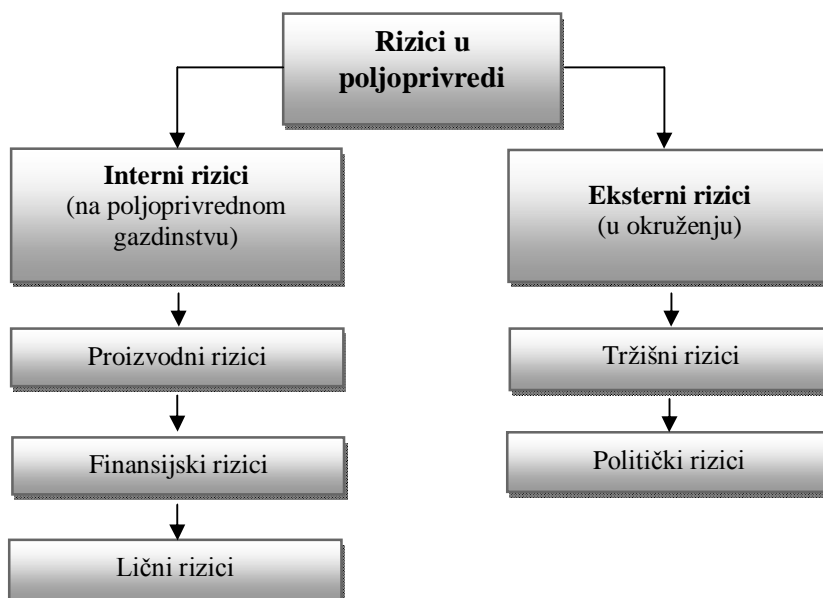 Rizici u
poljoprivredi
Interni rizici
(na poljoprivrednom
gazdinstvu)
Eksterni rizici
(u okruženju)
Proizvodni rizici
Tržišni rizici
Finansijski rizici
Politički rizici
Lični rizici